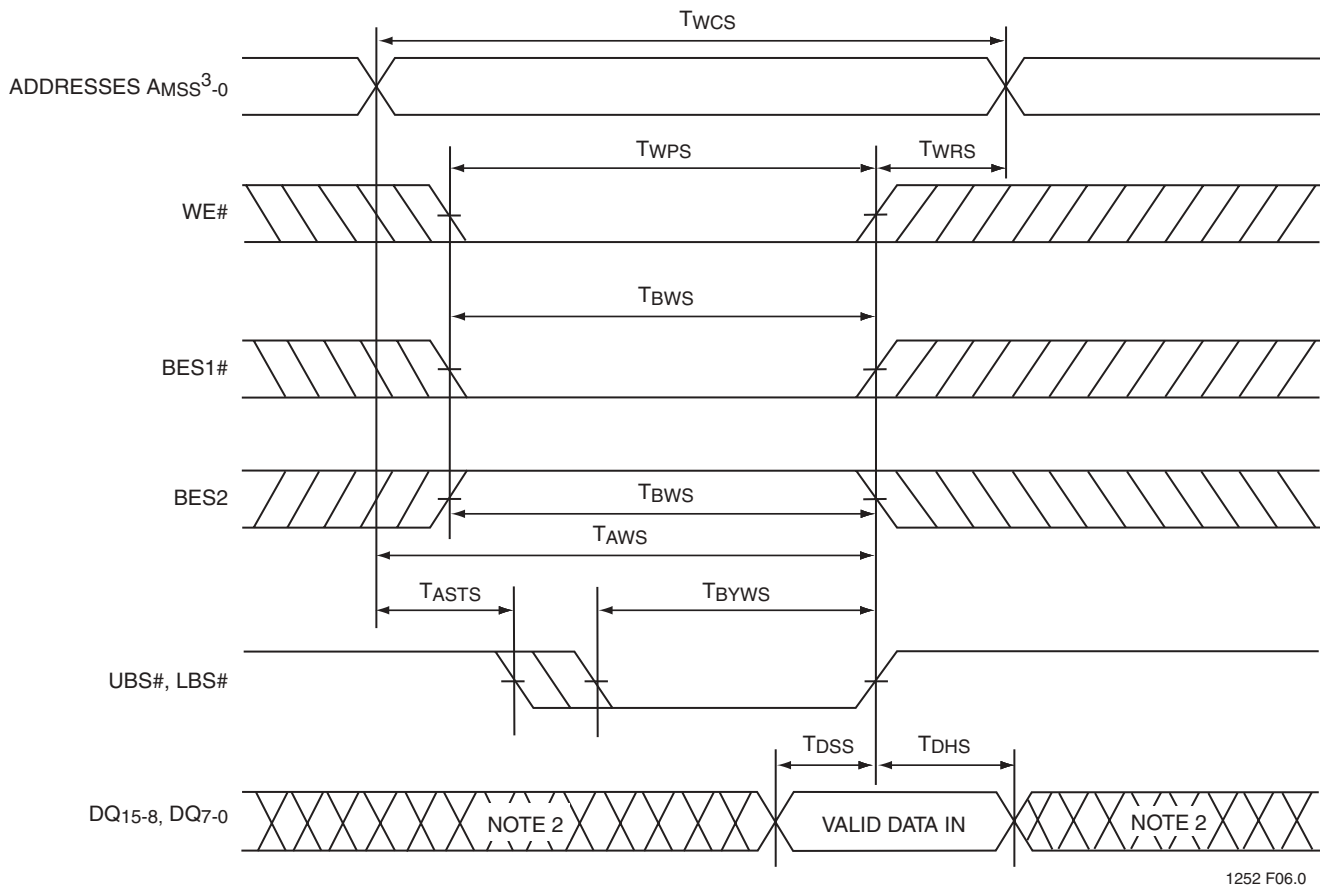 TWCS
ADDRESSES AMSS3-0
TWPS
TWRS
WE#
TBWS
BES1#
BES2
TBWS
TAWS
TASTS
TBYWS
UBS#, LBS#
TDSS
TDHS
DQ15-8, DQ7-0
NOTE 2
VALID DATA IN
NOTE 2
1252 F06.0